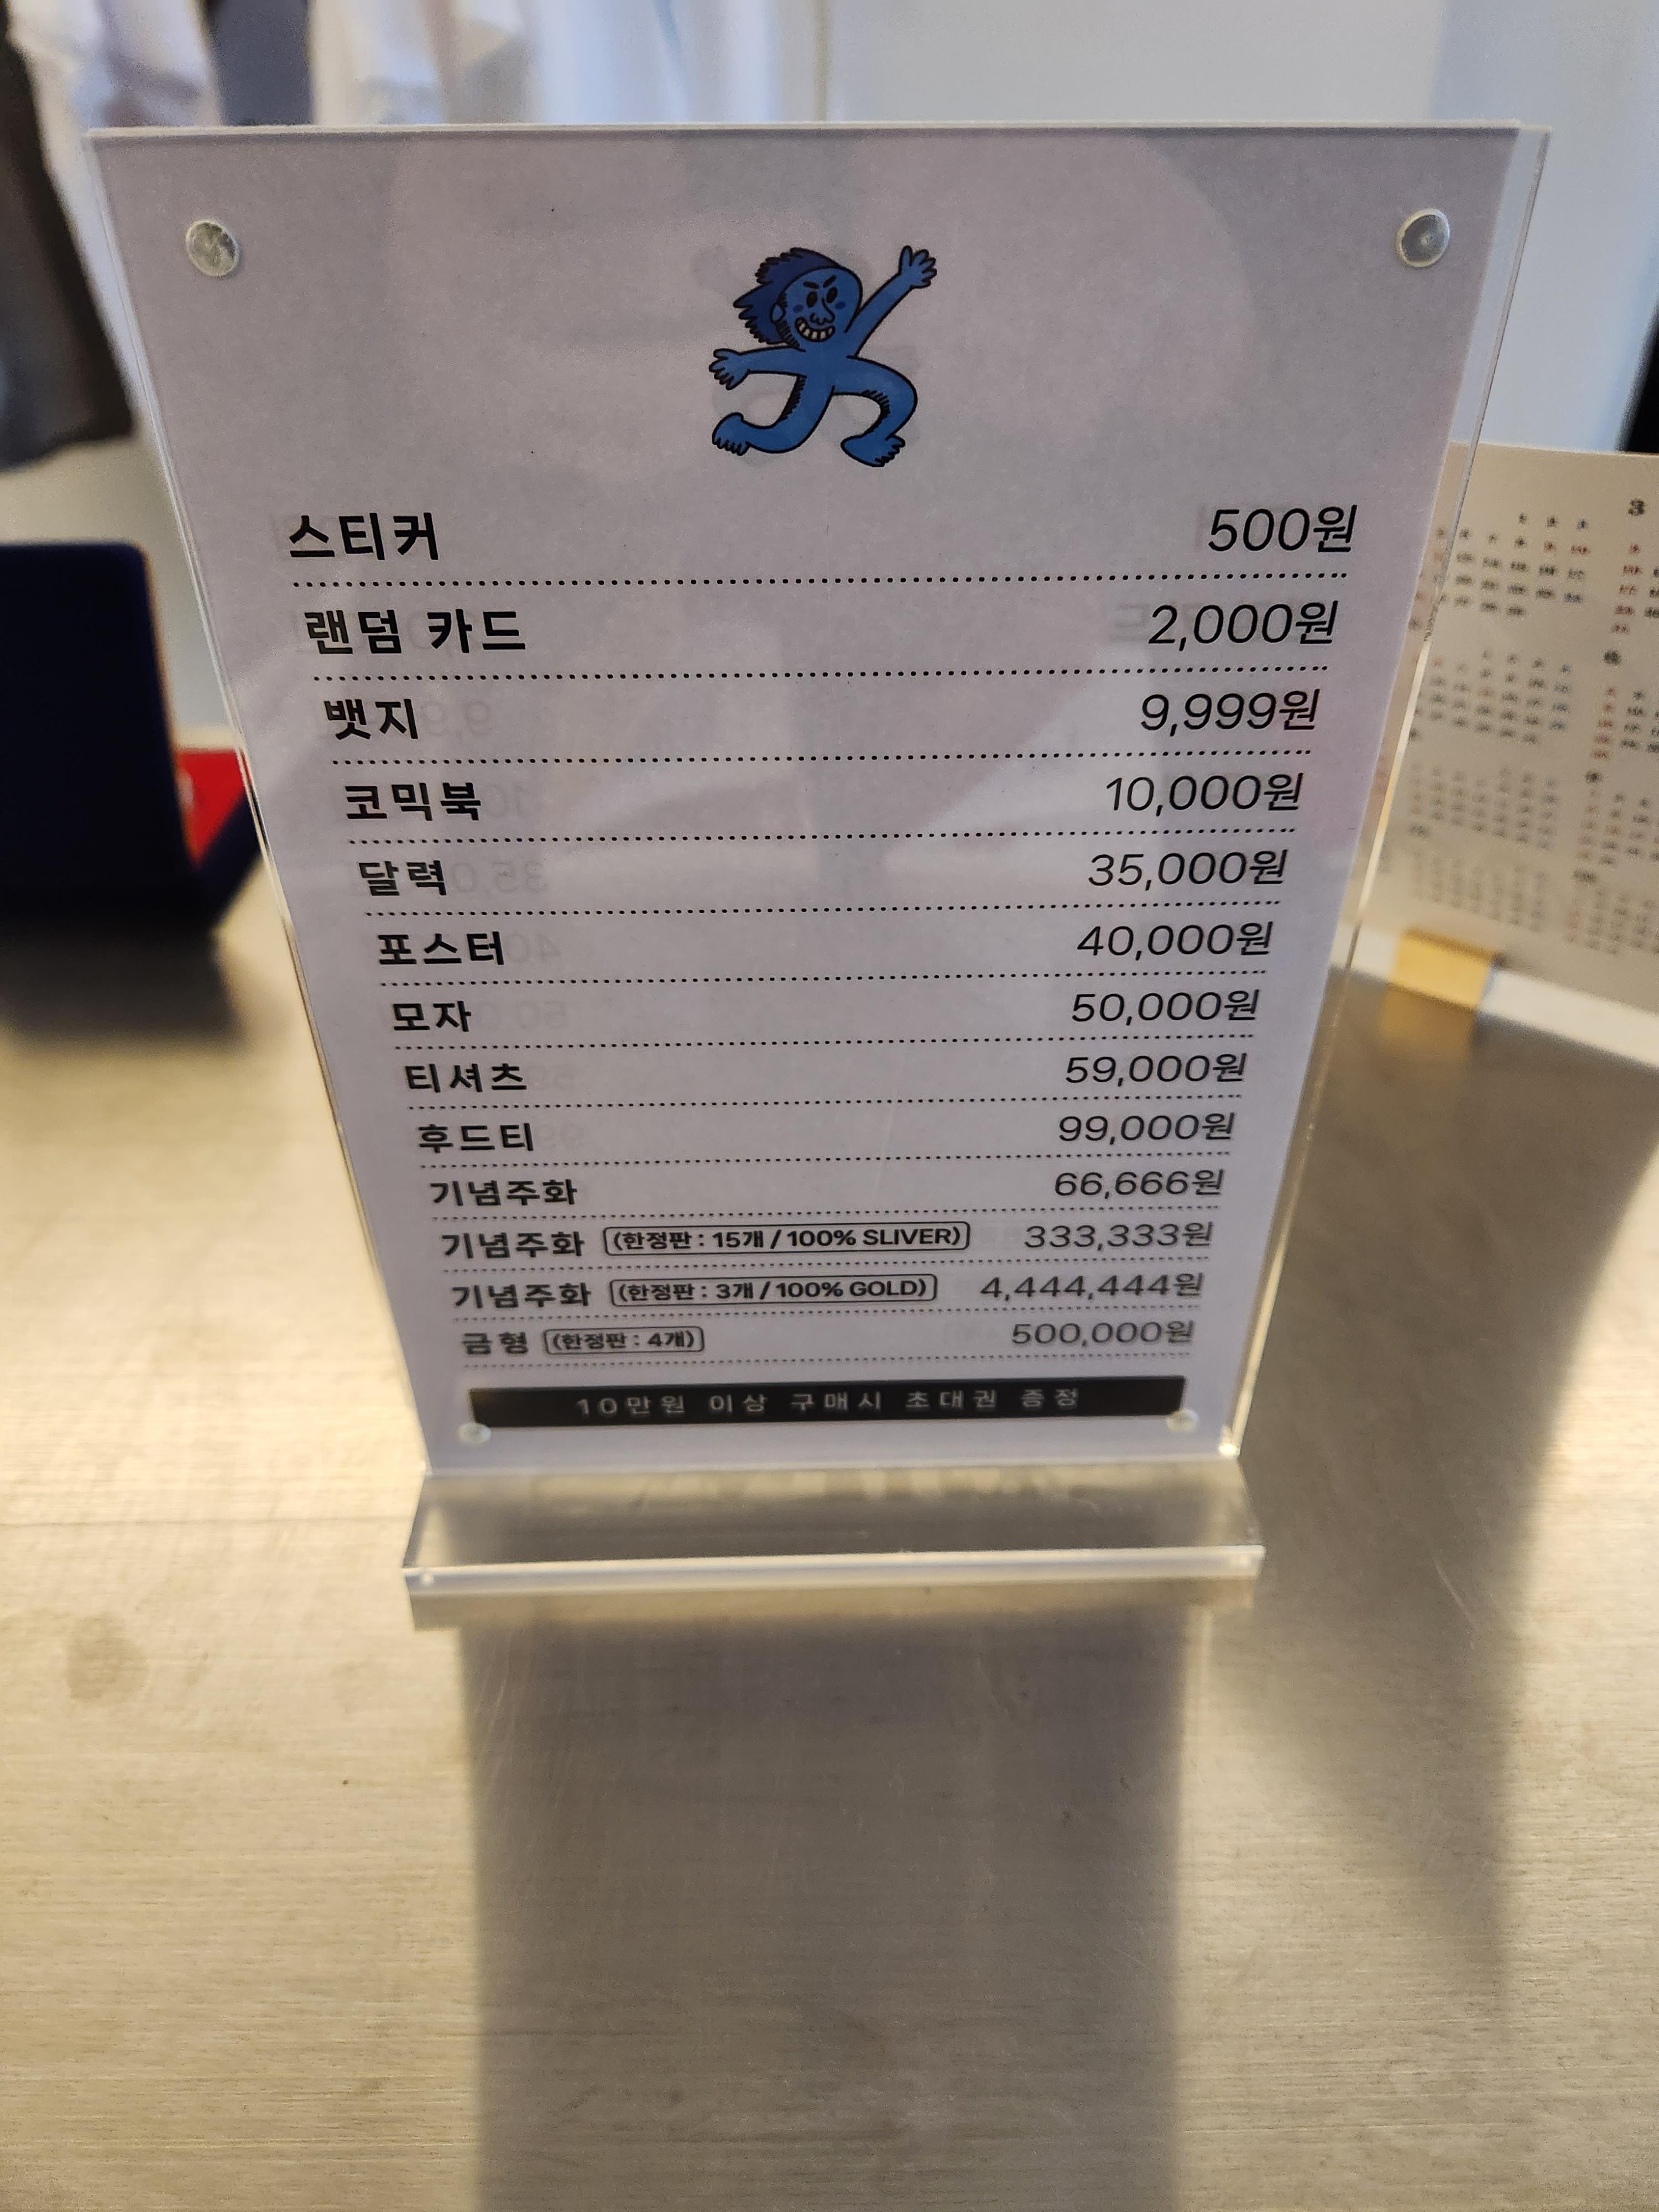 스티커 500원
랜덤 카드 2,000원
뱃지 9,999원
코믹북 10,000원
달력 35,000원
포스터 40,000원
모자 50,000원
티셔츠 59,000원
후드티 99,000원
기념주화 66,666원
기념주화 (한정판 : 15개 / 100% SLIVER) 333,333원
기념주화 (한정판 : 3개 / 100% GOLD) 4,444,444원
금형 (한정판 : 4개) 500,000원
10만원 이상 구매시 초대권 증정
3